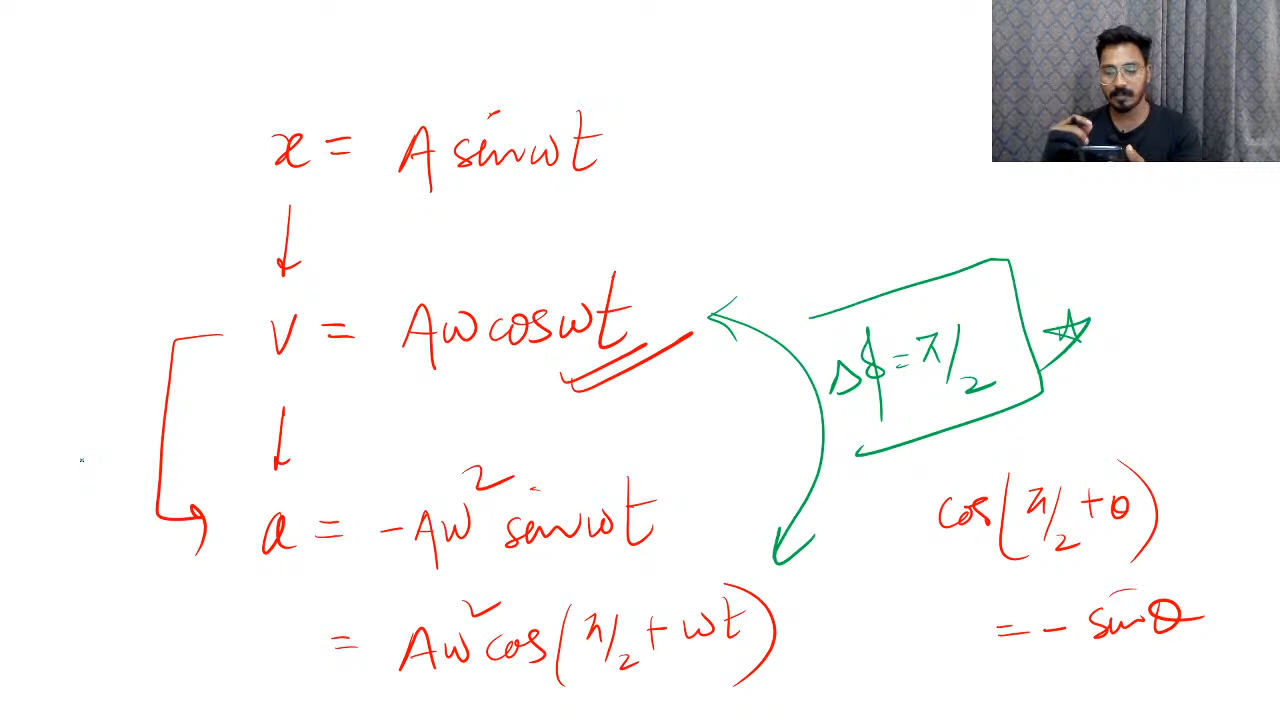 x = A sinωt
v = Aω cosωt
Δϕ = π/2
a = -Aω² sinωt
cos(π/2 + θ)
= Aω² cos(π/2 + ωt)
= - sinθ